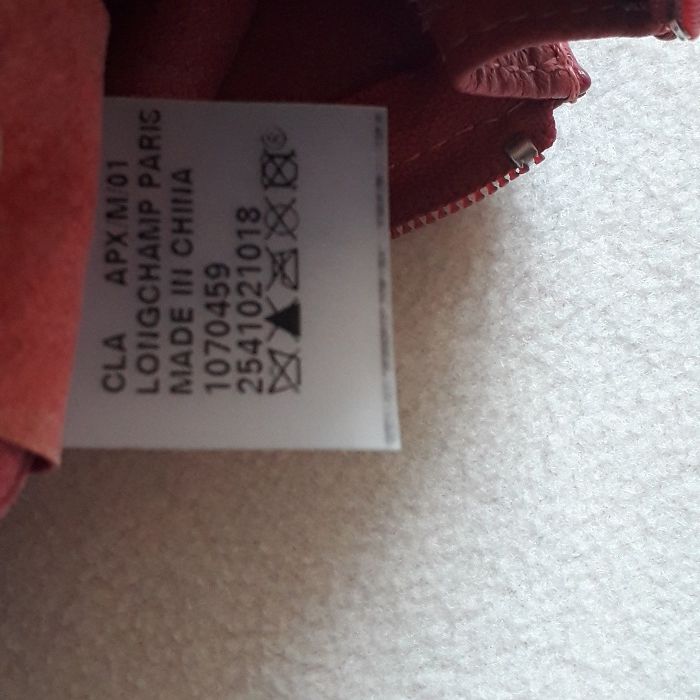 CLA APX/M/01
LONGCHAMP PARIS
MADE IN CHINA
1070459
2541021018